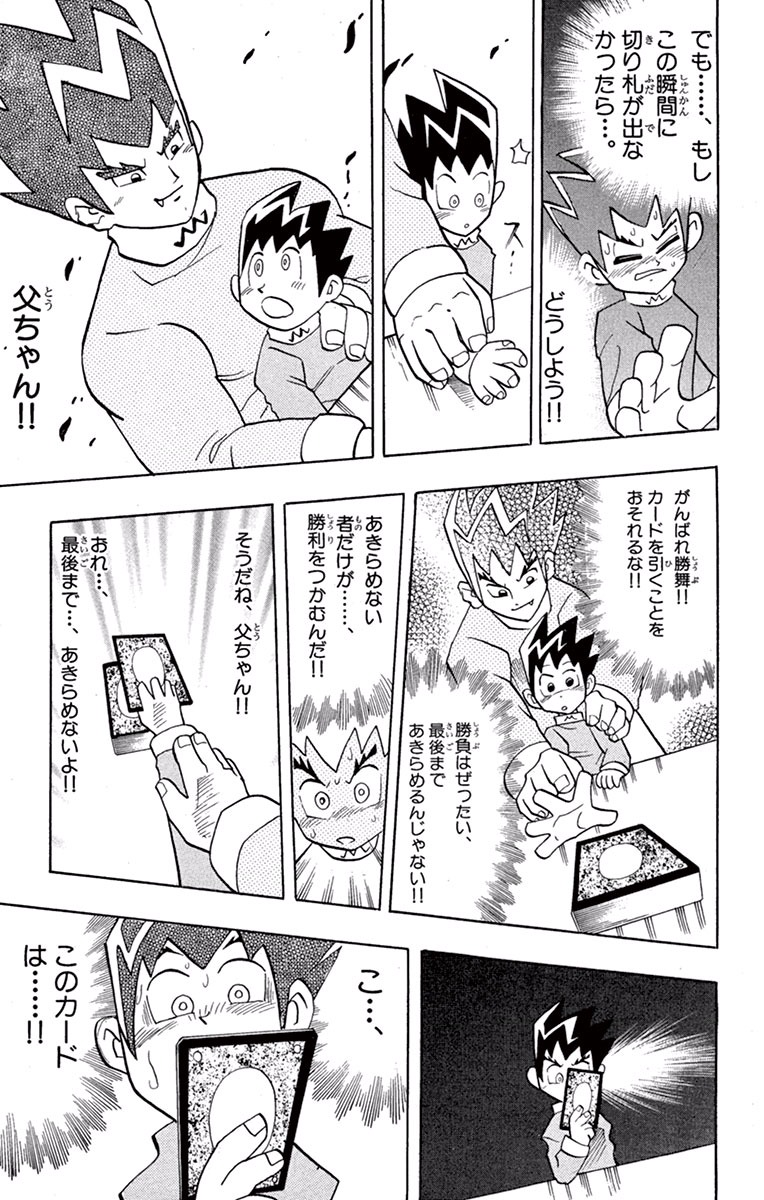 でも……、もし
この瞬間に
切り札が出な
かったら…。
どうしよう!!
ス…
父ちゃん!!
がんばれ勝舞!!
カードを引くことを
おそれるな!!
勝負はぜったい、
最後まで
あきらめるんじゃない!!
あきらめない
者だけが……、
勝利をつかむんだ!!
そうだね、父ちゃん!!
おれ…、
最後まで…、あきらめないよ!!
こ…、
このカード
は……!!